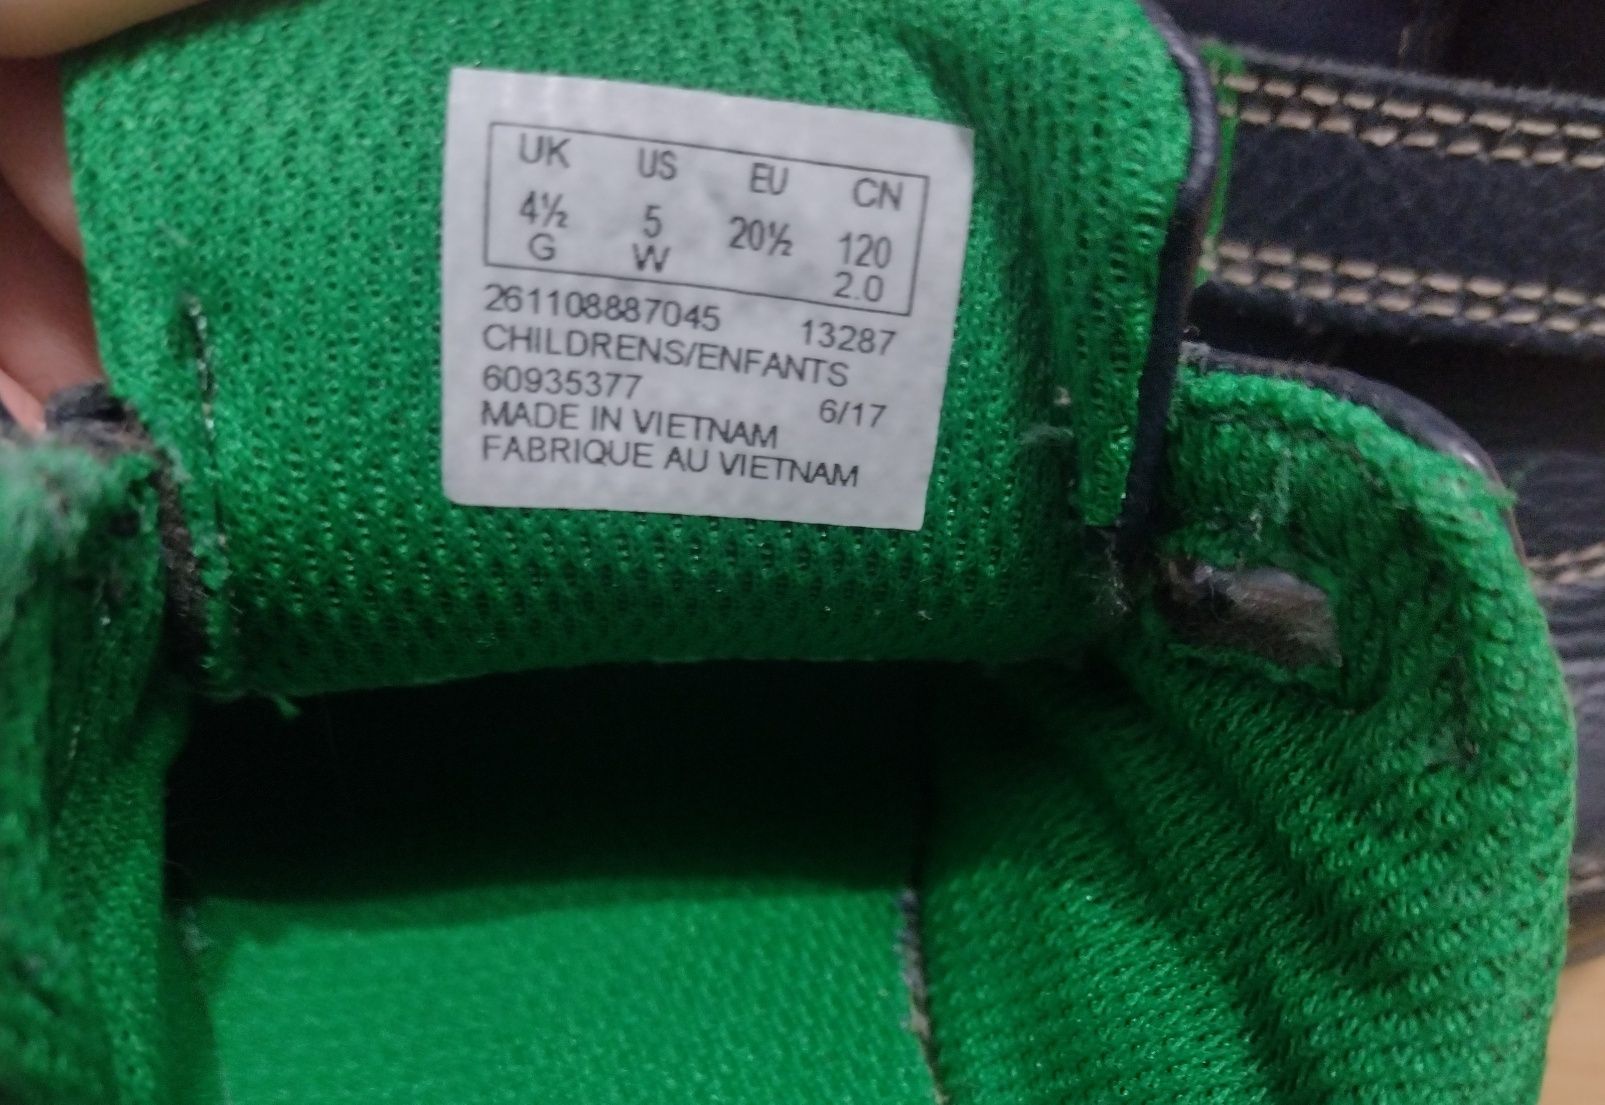 UK US EU CN
4½ 5 20½ 120
G W 2.0
261108887045 13287
CHILDRENS/ENFANTS
60935377 6/17
MADE IN VIETNAM
FABRIQUE AU VIETNAM